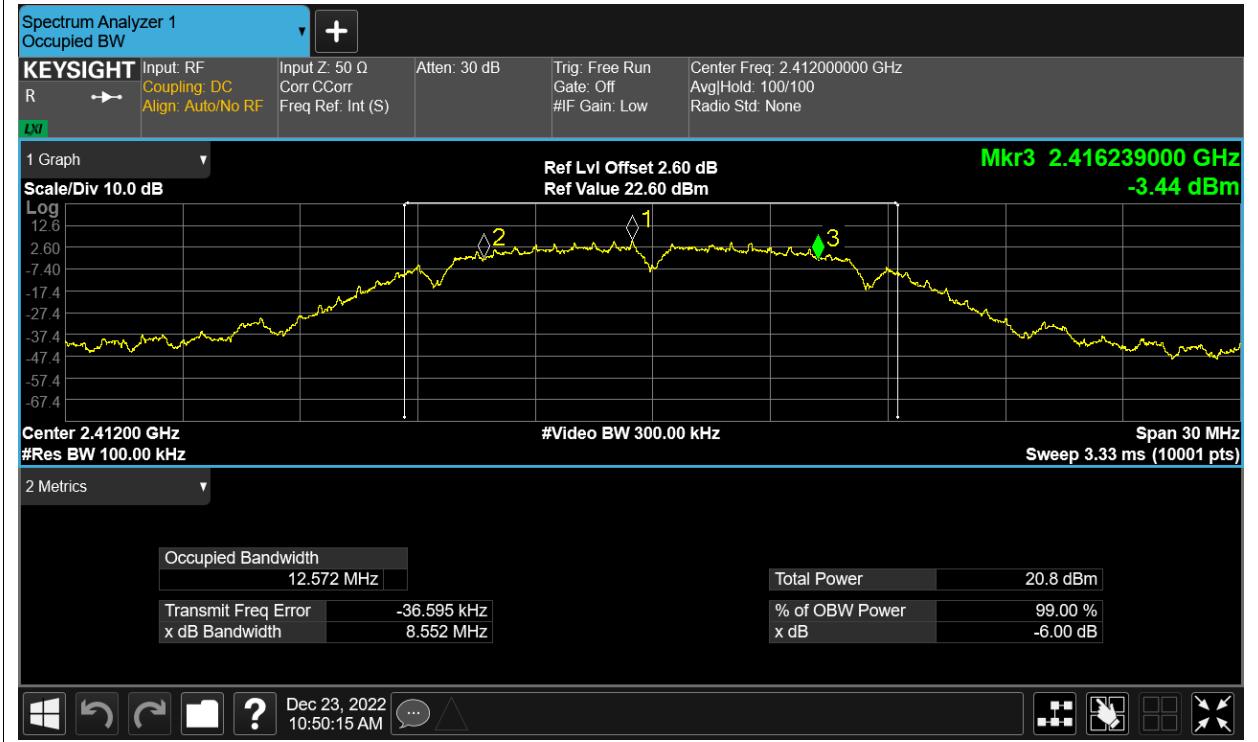 Spectrum Analyzer 1
Occupied BW
KEYSIGHT
R
LXI
Input: RF
Coupling: DC
Align: Auto/No RF
Input Z: 50 Ω
Corr CCorr
Freq Ref: Int (S)
Atten: 30 dB
Trig: Free Run
Gate: Off
#IF Gain: Low
Center Freq: 2.412000000 GHz
Avg|Hold: 100/100
Radio Std: None
1 Graph
Scale/Div 10.0 dB
Ref Lvl Offset 2.60 dB
Ref Value 22.60 dBm
Mkr3 2.416239000 GHz
-3.44 dBm
Log
12.6
2.60
-7.40
-17.4
-27.4
-37.4
-47.4
-57.4
-67.4
2
1
3
Center 2.41200 GHz
#Res BW 100.00 kHz
#Video BW 300.00 kHz
Span 30 MHz
Sweep 3.33 ms (10001 pts)
2 Metrics
Occupied Bandwidth
12.572 MHz
Transmit Freq Error -36.595 kHz
x dB Bandwidth 8.552 MHz
Total Power 20.8 dBm
% of OBW Power 99.00 %
x dB -6.00 dB
?
Dec 23, 2022
10:50:15 AM